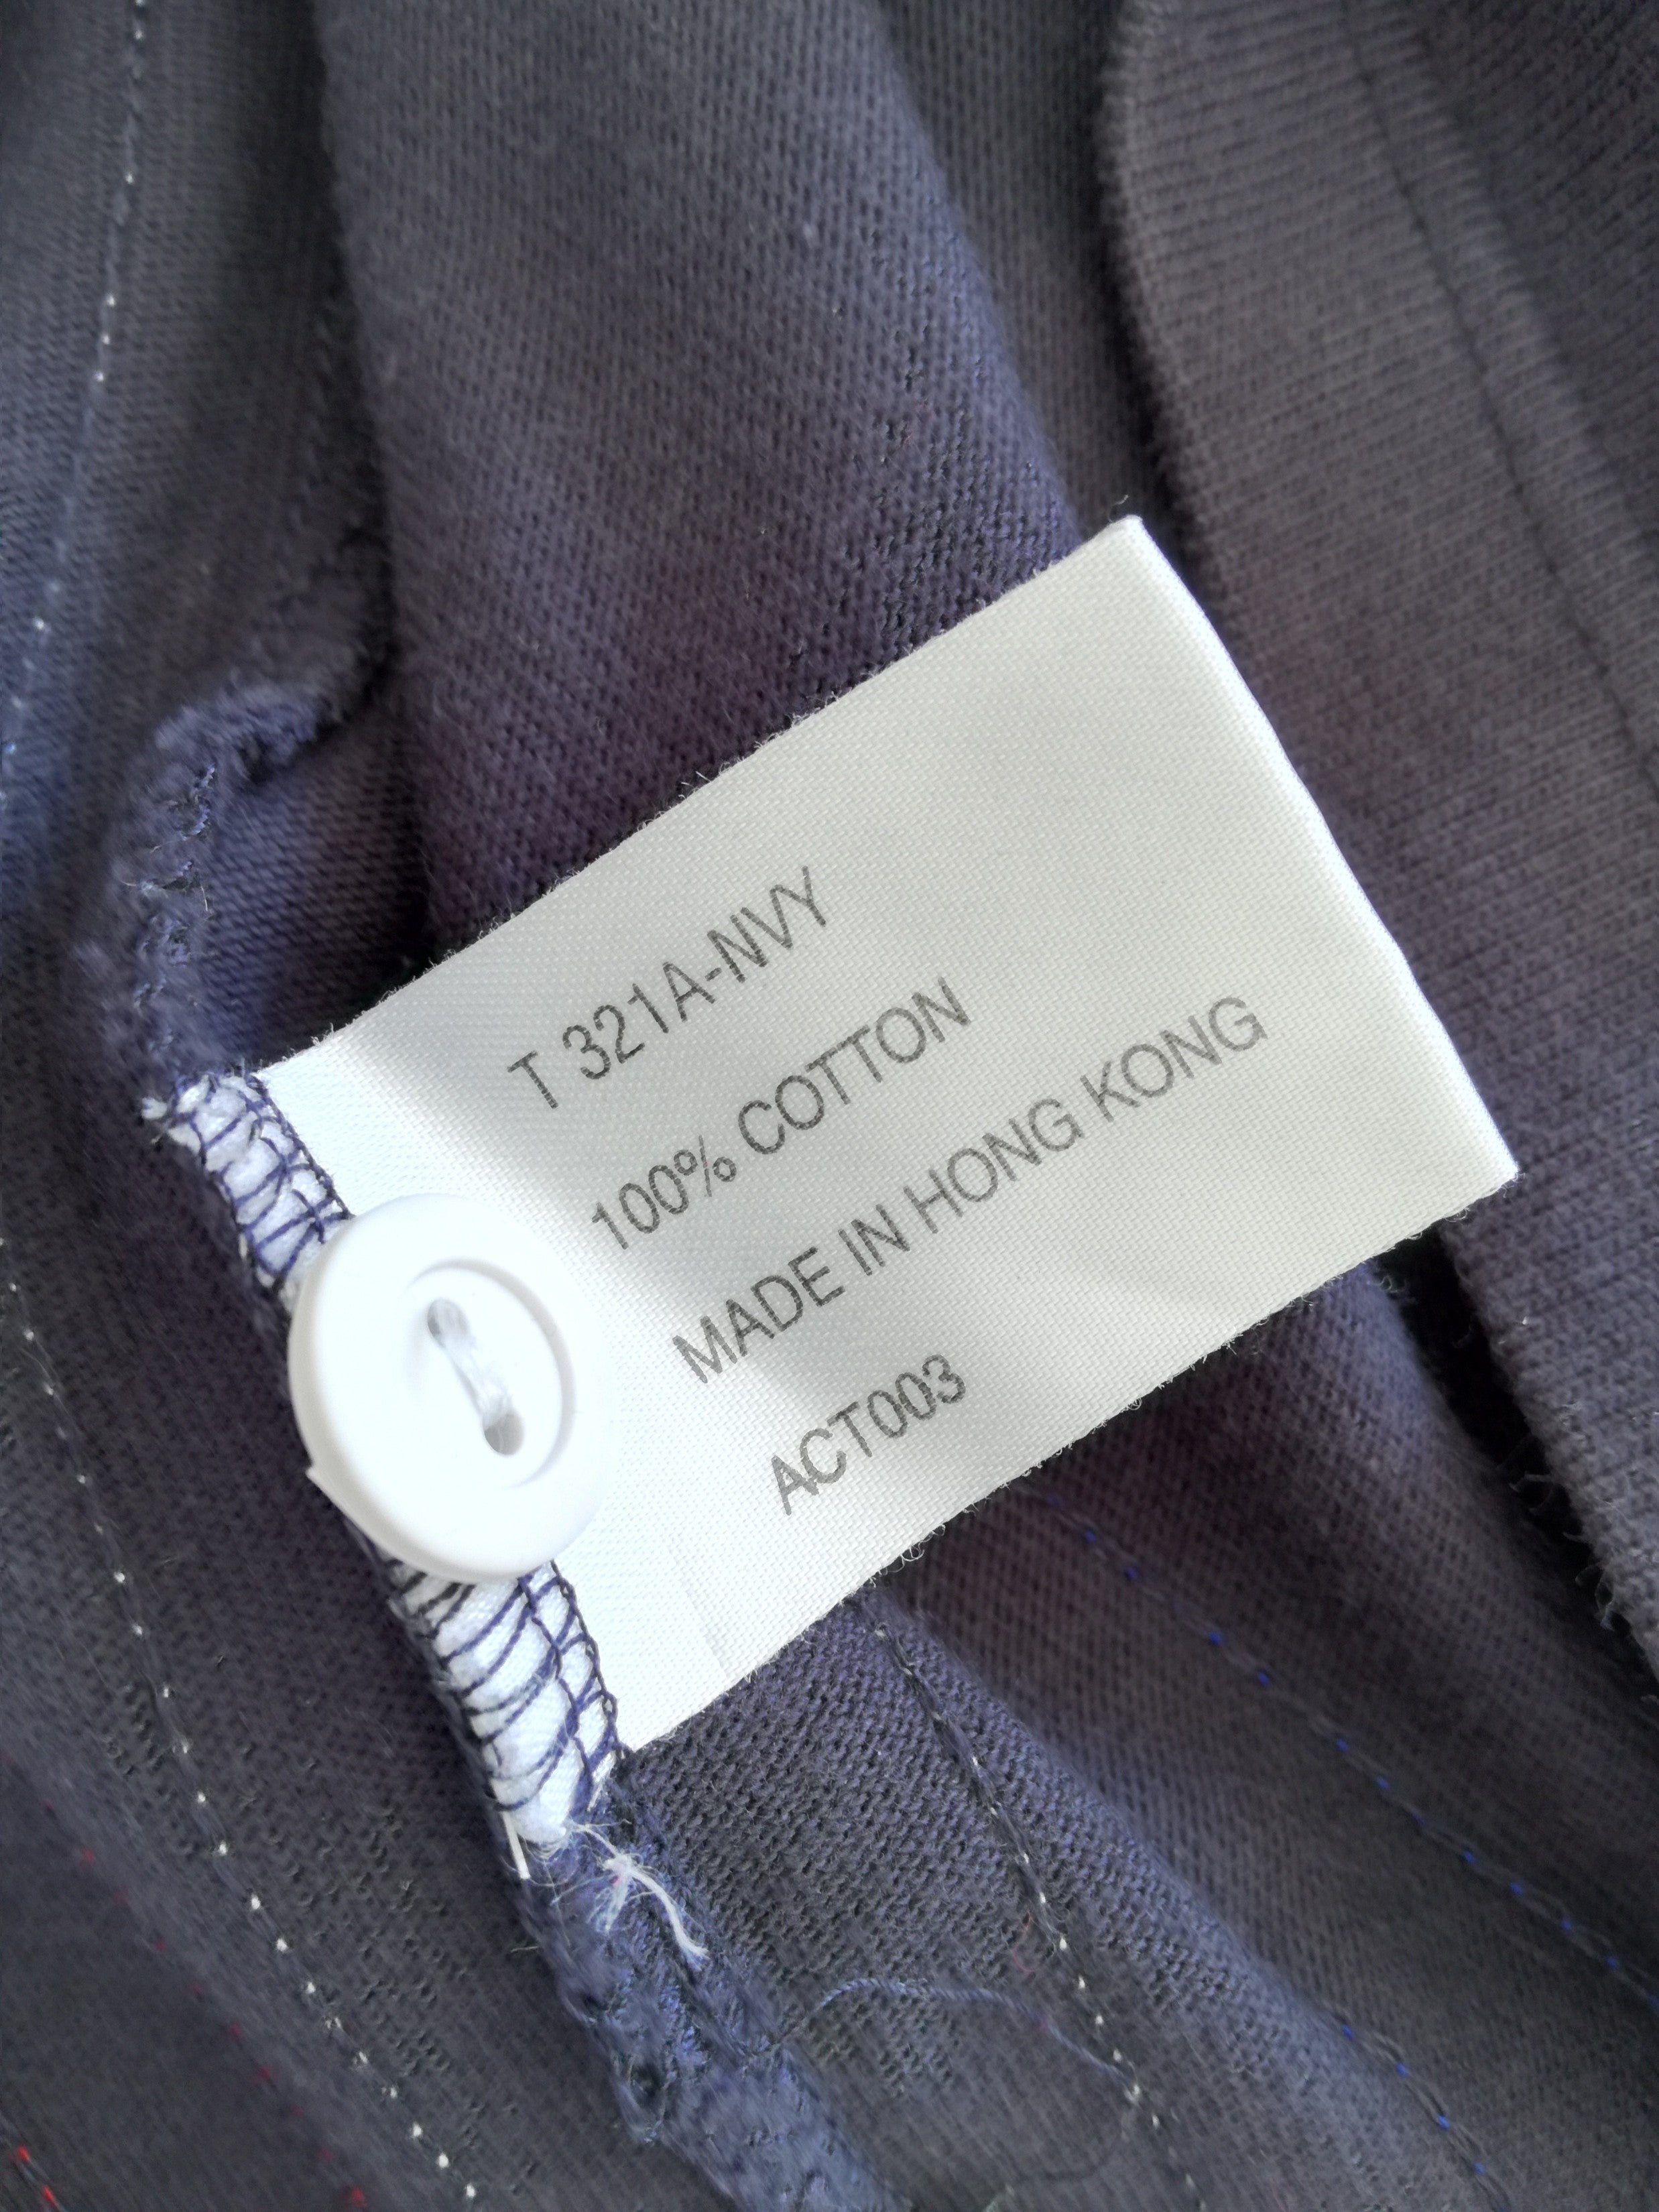 T 321A-NVY
100% COTTON
MADE IN HONG KONG
ACT003